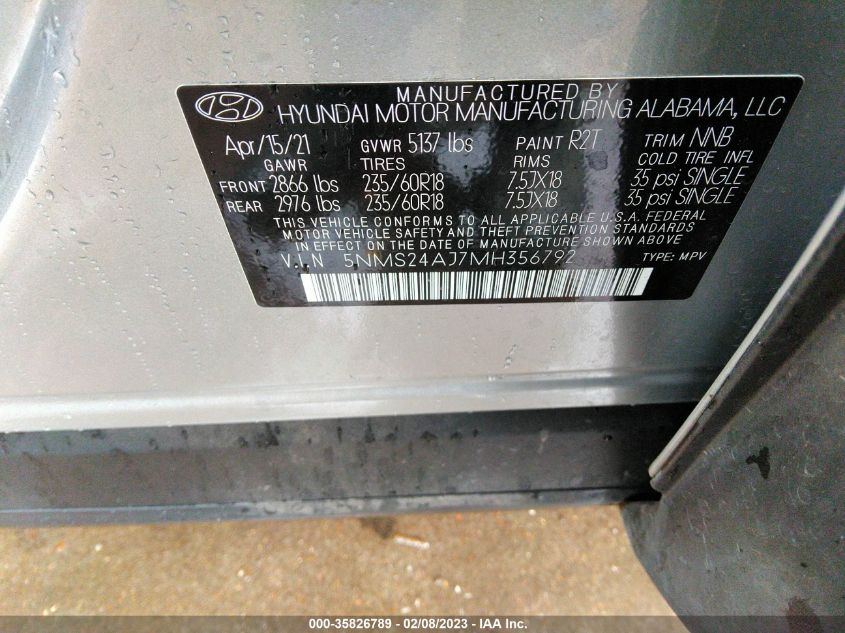 MANUFACTURED BY
HYUNDAI MOTOR MANUFACTURING ALABAMA, LLC
Apr/15/21 GVWR 5137 lbs PAINT R2T TRIM NNB
GAWR TIRES RIMS COLD TIRE INFL
FRONT 2866 lbs 235/60R18 7.5JX18 35 psi SINGLE
REAR 2976 lbs 235/60R18 7.5JX18 35 psi SINGLE
THIS VEHICLE CONFORMS TO ALL APPLICABLE U.S.A. FEDERAL
MOTOR VEHICLE SAFETY AND THEFT PREVENTION STANDARDS
IN EFFECT ON THE DATE OF MANUFACTURE SHOWN ABOVE
V.I.N 5NMS24AJ7MH356792 TYPE: MPV
000-35826789 - 02/08/2023 - IAA Inc.